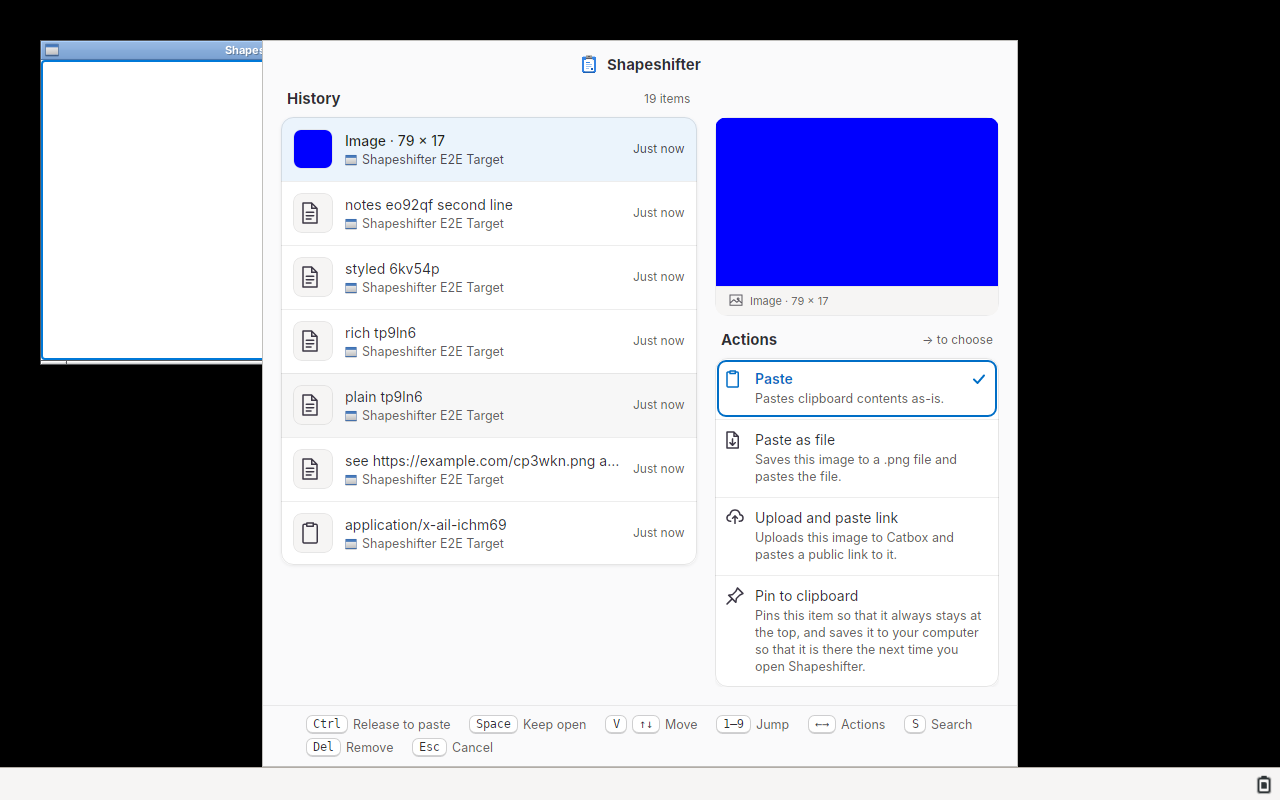 Shapes
Shapeshifter
History
19 items
Image · 79 × 17
Shapeshifter E2E Target
Just now
notes eo92qf second line
Shapeshifter E2E Target
Just now
styled 6kv54p
Shapeshifter E2E Target
Just now
rich tp9ln6
Shapeshifter E2E Target
Just now
plain tp9ln6
Shapeshifter E2E Target
Just now
see https://example.com/cp3wkn.png a…
Shapeshifter E2E Target
Just now
application/x-ail-ichm69
Shapeshifter E2E Target
Just now
Image · 79 × 17
Actions
→ to choose
Paste
Pastes clipboard contents as-is.
Paste as file
Saves this image to a .png file and
pastes the file.
Upload and paste link
Uploads this image to Catbox and
pastes a public link to it.
Pin to clipboard
Pins this item so that it always stays at
the top, and saves it to your computer
so that it is there the next time you
open Shapeshifter.
Ctrl Release to paste Space Keep open V ↑↓ Move 1–9 Jump ←→ Actions S Search
Del Remove Esc Cancel